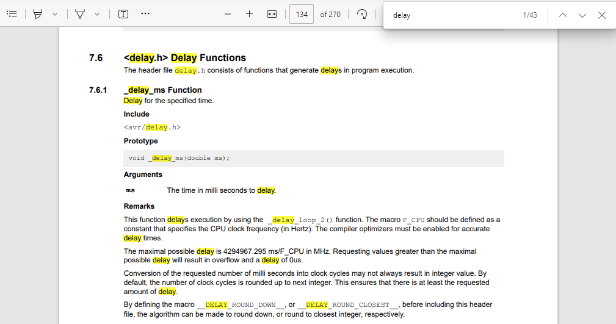 134 of 270 delay 1/43
7.6 <delay.h> Delay Functions
The header file delay.h consists of functions that generate delays in program execution.
7.6.1 _delay_ms Function
Delay for the specified time.
Include
<avr/delay.h>
Prototype
void _delay_ms(double ms);
Arguments
ms The time in milli seconds to delay.
Remarks
This function delays execution by using the _delay_loop_2() function. The macro F_CPU should be defined as a
constant that specifies the CPU clock frequency (in Hertz). The compiler optimizers must be enabled for accurate
delay times.
The maximal possible delay is 4294967.295 ms/F_CPU in MHz. Requesting values greater than the maximal
possible delay will result in overflow and a delay of 0us.
Conversion of the requested number of milli seconds into clock cycles may not always result in integer value. By
default, the number of clock cycles is rounded up to next integer. This ensures that there is at least the requested
amount of delay.
By defining the macro __DELAY_ROUND_DOWN__, or __DELAY_ROUND_CLOSEST__, before including this header
file, the algorithm can be made to round down, or round to closest integer, respectively.